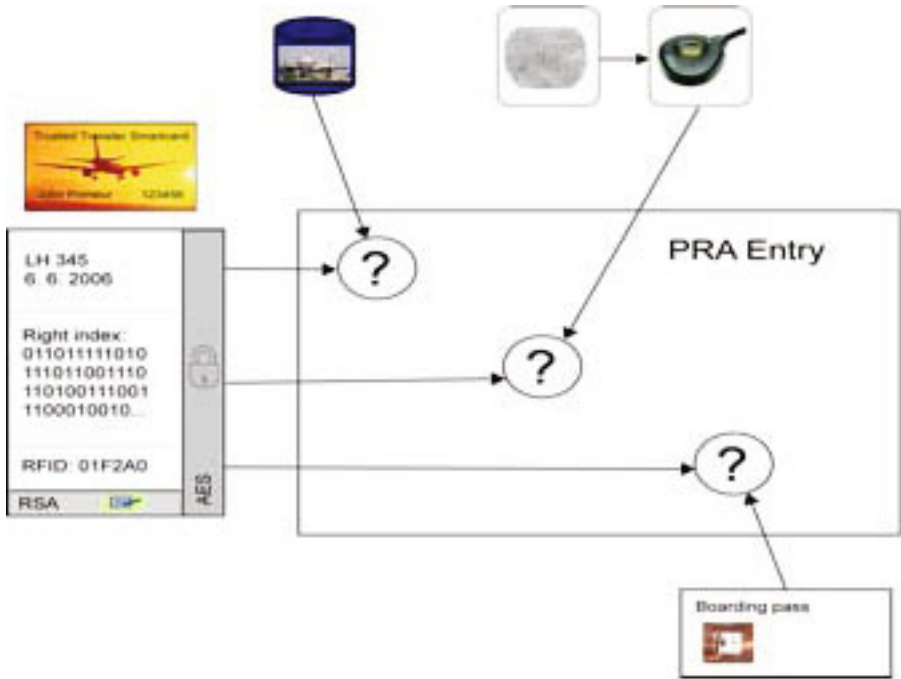 Trusted Transfer Smartcard
123456
PRA Entry
LH 345
6. 6. 2006
Right index:
011011111010
111011001110
110100111001
1100010010...
RFID: 01F2A0
RSA
AES
?
?
?
Boarding pass